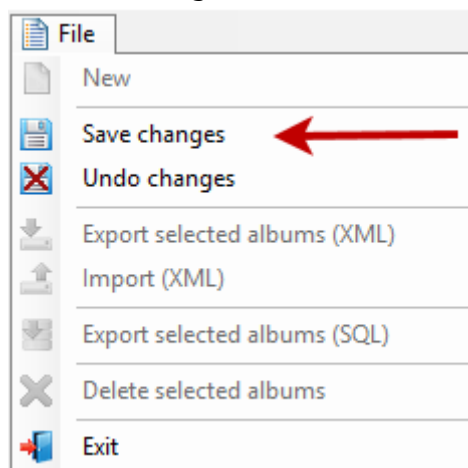 File
New
Save changes
Undo changes
Export selected albums (XML)
Import (XML)
Export selected albums (SQL)
Delete selected albums
Exit